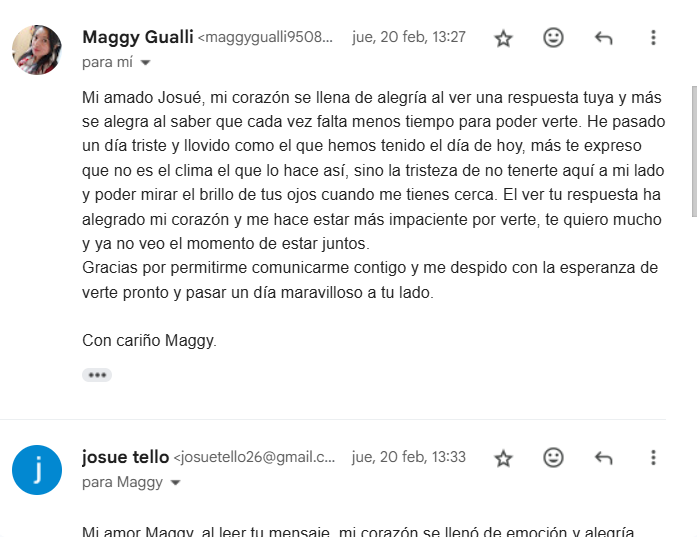 Maggy Gualli <maggygualli9508... jue, 20 feb, 13:27
para mí
Mi amado Josué, mi corazón se llena de alegría al ver una respuesta tuya y más
se alegra al saber que cada vez falta menos tiempo para poder verte. He pasado
un día triste y llovido como el que hemos tenido el día de hoy, más te expreso
que no es el clima el que lo hace así, sino la tristeza de no tenerte aquí a mi lado
y poder mirar el brillo de tus ojos cuando me tienes cerca. El ver tu respuesta ha
alegrado mi corazón y me hace estar más impaciente por verte, te quiero mucho
y ya no veo el momento de estar juntos.
Gracias por permitirme comunicarme contigo y me despido con la esperanza de
verte pronto y pasar un día maravilloso a tu lado.
Con cariño Maggy.
j
josue tello <josuetello26@gmail.c... jue, 20 feb, 13:33
para Maggy
Mi amor Maggy, al leer tu mensaje, mi corazón se llenó de emoción y alegría